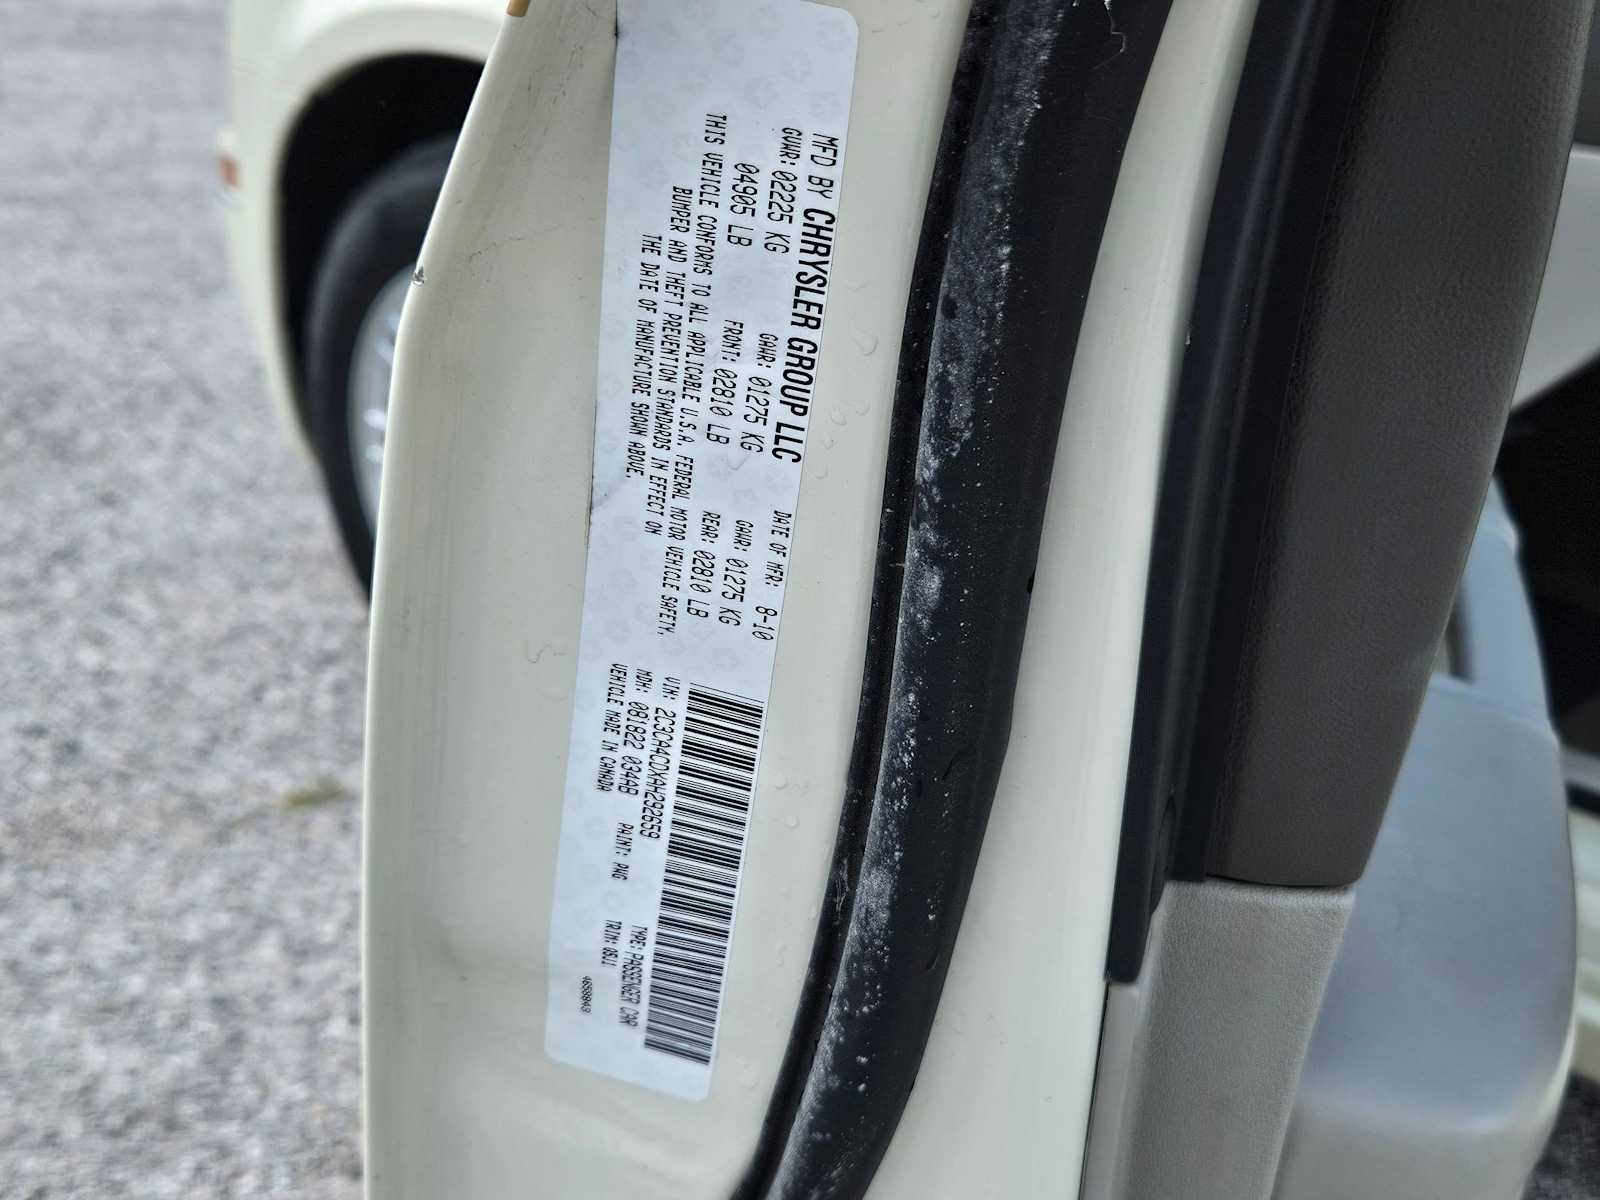 MFD BY CHRYSLER GROUP LLC DATE OF MFR: 8-10
GVWR: 02225 KG GAWR: 01275 KG GAWR: 01275 KG
04905 LB FRONT: 02810 LB REAR: 02810 LB
THIS VEHICLE CONFORMS TO ALL APPLICABLE U.S.A. FEDERAL MOTOR VEHICLE SAFETY,
BUMPER AND THEFT PREVENTION STANDARDS IN EFFECT ON
THE DATE OF MANUFACTURE SHOWN ABOVE.
VIN: 2C3CA4CDXAH292659 TYPE: PASSENGER CAR
MDH: 081822 034AB PAINT: PHG TRIM: Q5J1
VEHICLE MADE IN CANADA